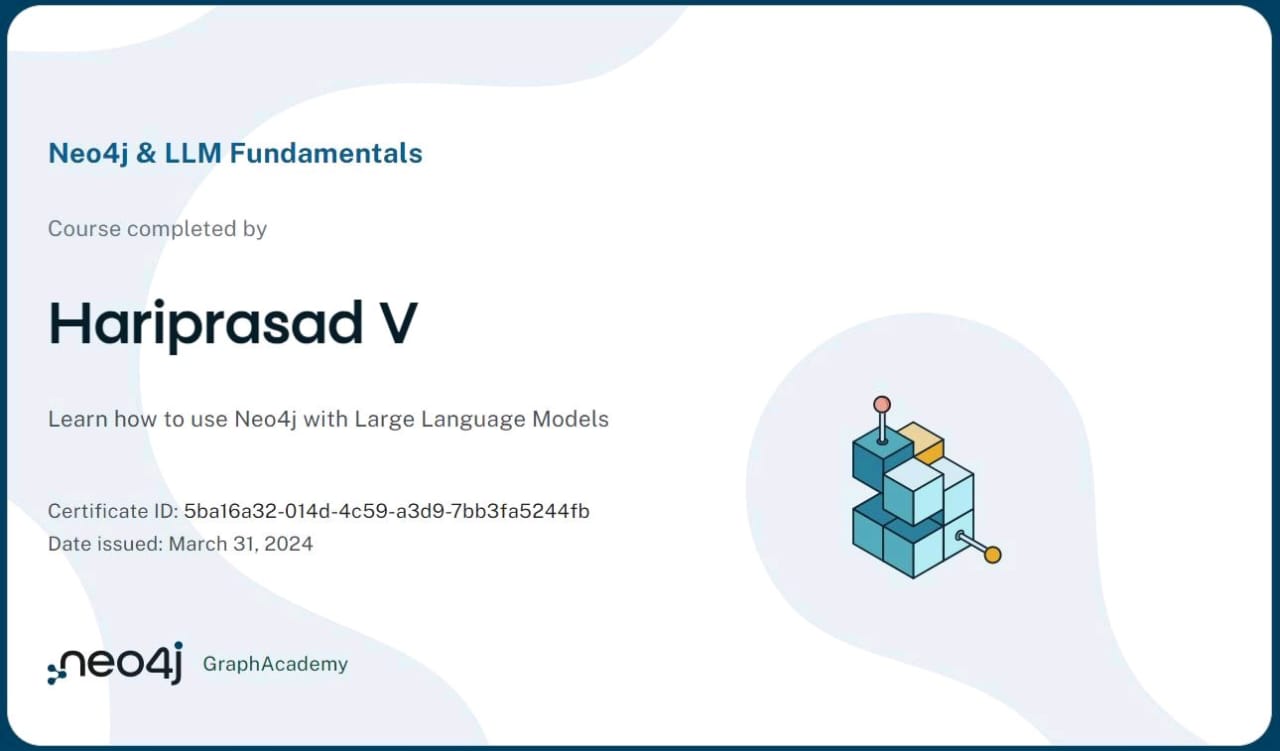 Neo4j & LLM Fundamentals
Course completed by
Hariprasad V
Learn how to use Neo4j with Large Language Models
Certificate ID: 5ba16a32-014d-4c59-a3d9-7bb3fa5244fb
Date issued: March 31, 2024
neo4j GraphAcademy